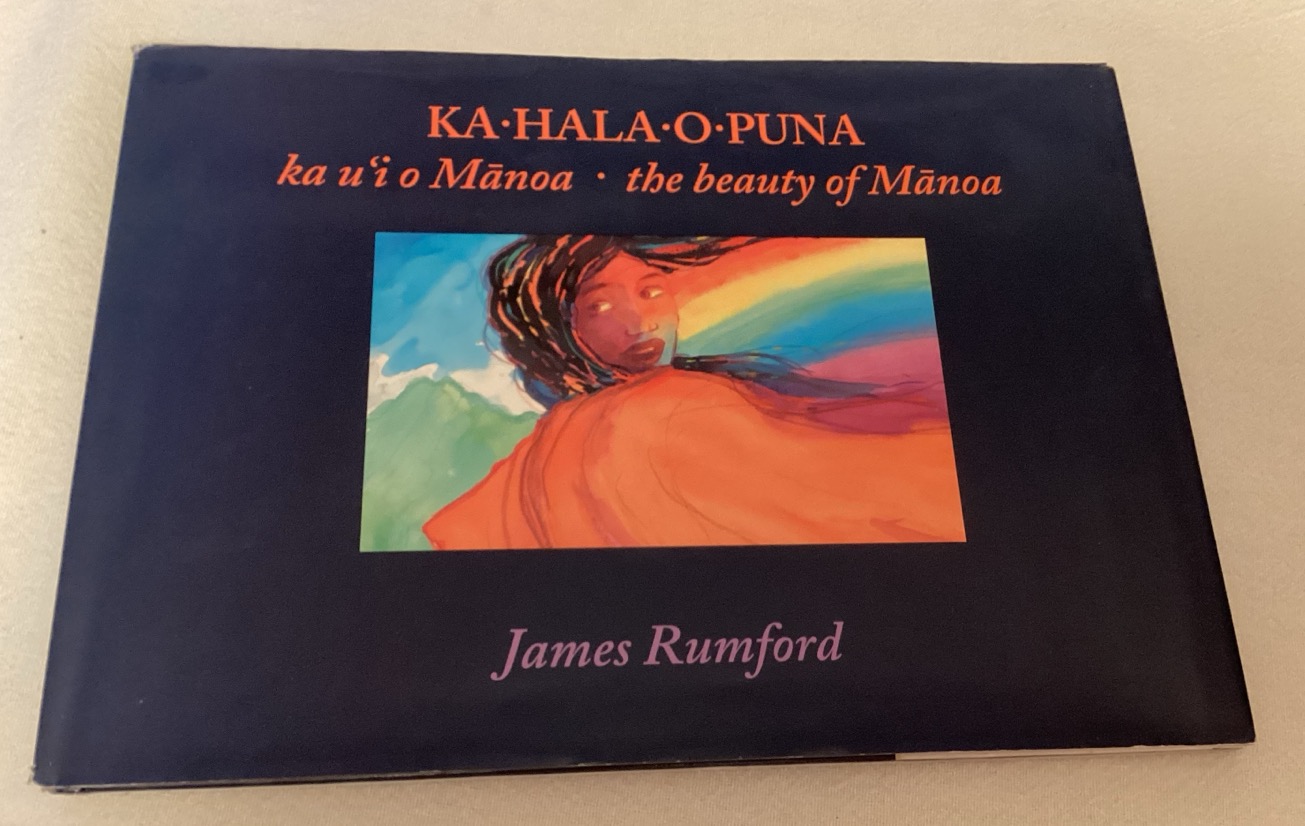 KA·HALA·O·PUNA
ka uʻi o Mānoa · the beauty of Mānoa
James Rumford